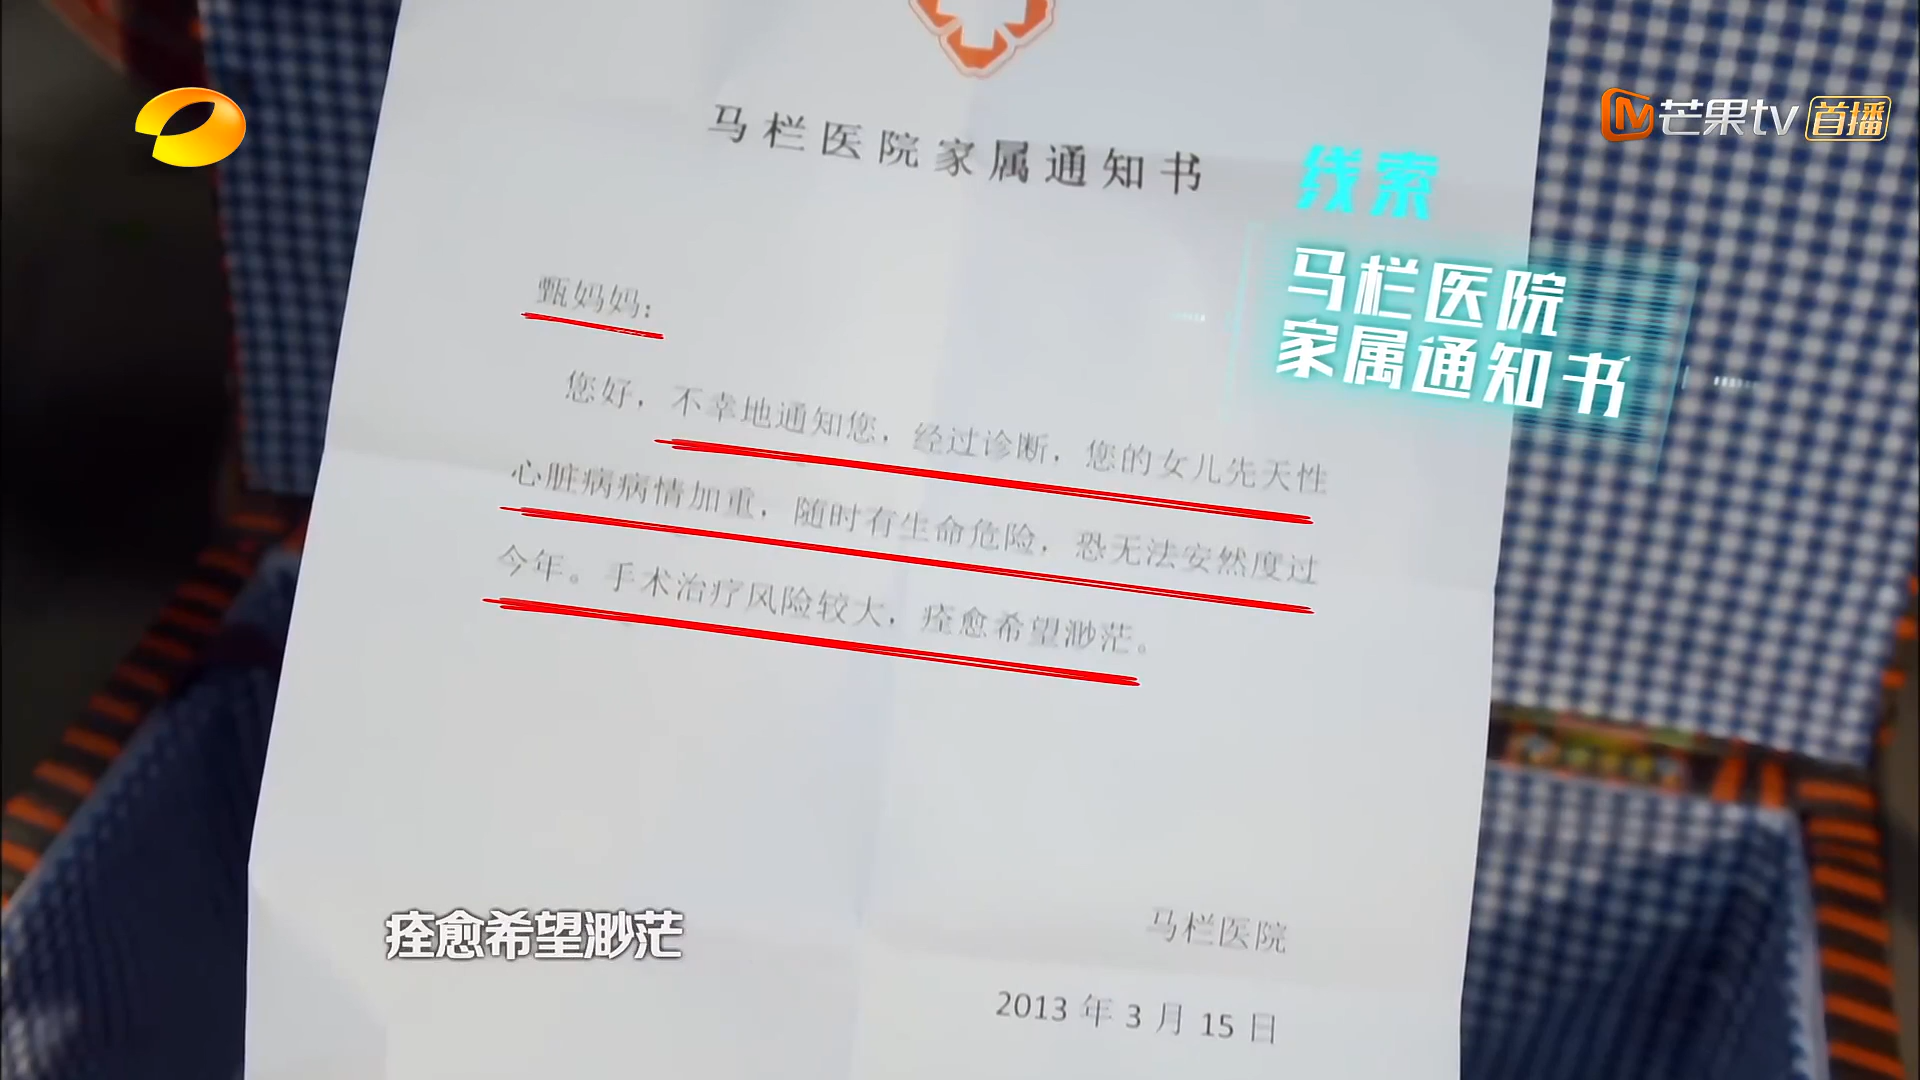 芒果tv 首播
马栏医院家属通知书
线索
马栏医院
家属通知书
甄妈妈：
您好，不幸地通知您，经过诊断，您的女儿先天性
心脏病病情加重，随时有生命危险，恐无法安然度过
今年。手术治疗风险较大，痊愈希望渺茫。
痊愈希望渺茫
马栏医院
2013 年 3 月 15 日